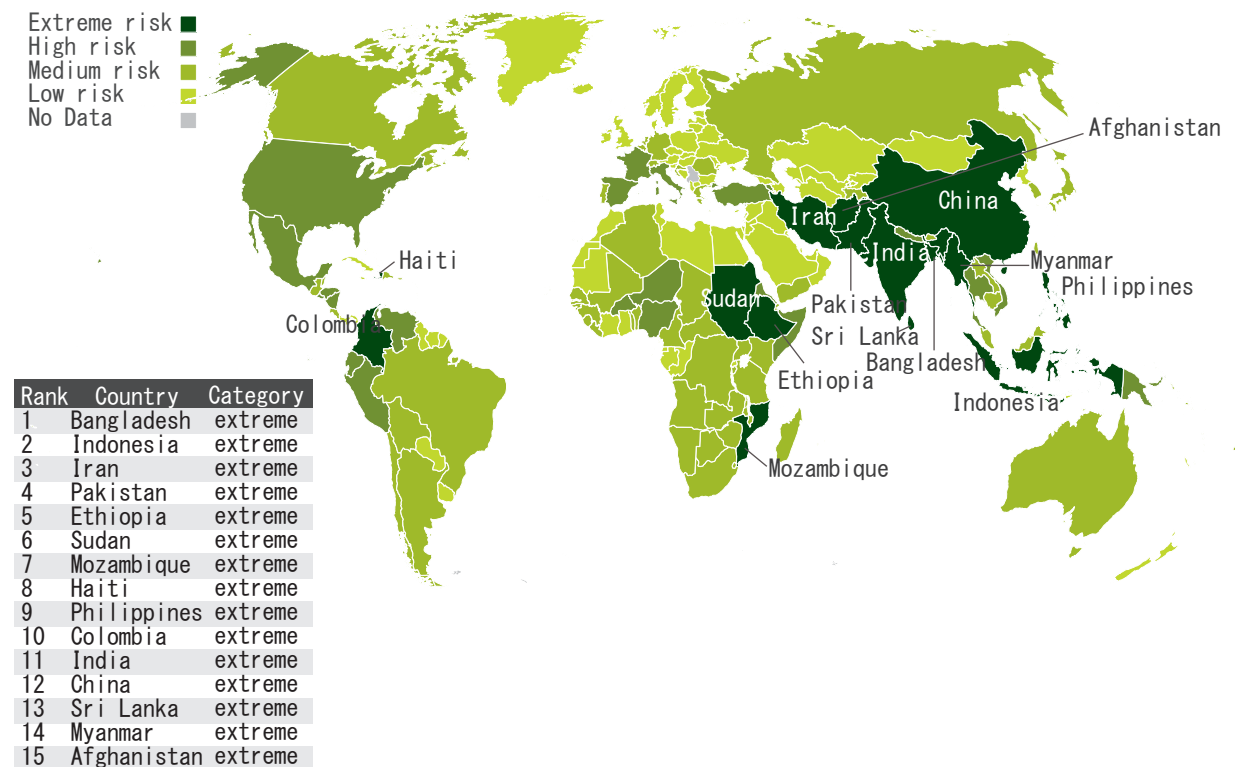 Extreme risk
High risk
Medium risk
Low risk
No Data
Afghanistan
Iran
China
India
Haiti
Myanmar
Philippines
Sudan
Pakistan
Colombia
Sri Lanka
Bangladesh
Ethiopia
Indonesia
Mozambique
Rank Country Category
1 Bangladesh extreme
2 Indonesia extreme
3 Iran extreme
4 Pakistan extreme
5 Ethiopia extreme
6 Sudan extreme
7 Mozambique extreme
8 Haiti extreme
9 Philippines extreme
10 Colombia extreme
11 India extreme
12 China extreme
13 Sri Lanka extreme
14 Myanmar extreme
15 Afghanistan extreme